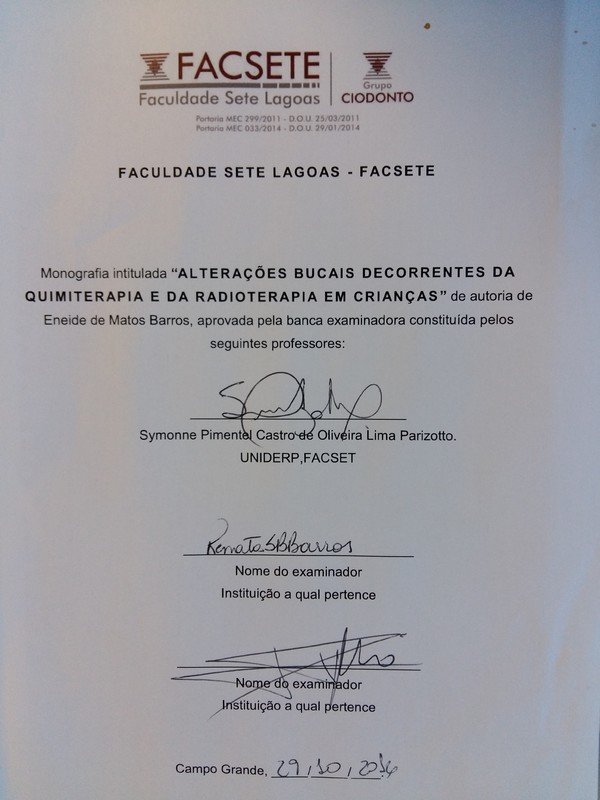 FACSETE
Faculdade Sete Lagoas
Grupo
CIODONTO
Portaria MEC 299/2011 - D.O.U. 25/03/2011
Portaria MEC 033/2014 - D.O.U. 29/01/2014
FACULDADE SETE LAGOAS - FACSETE
Monografia intitulada “ALTERAÇÕES BUCAIS DECORRENTES DA
QUIMITERAPIA E DA RADIOTERAPIA EM CRIANÇAS” de autoria de
Eneide de Matos Barros, aprovada pela banca examinadora constituída pelos
seguintes professores:
Symonne Pimentel Castro de Oliveira Lima Parizotto.
UNIDERP,FACSET
Renata SBBarros
Nome do examinador
Instituição a qual pertence
Nome do examinador
Instituição a qual pertence
Campo Grande, 29,10,2014